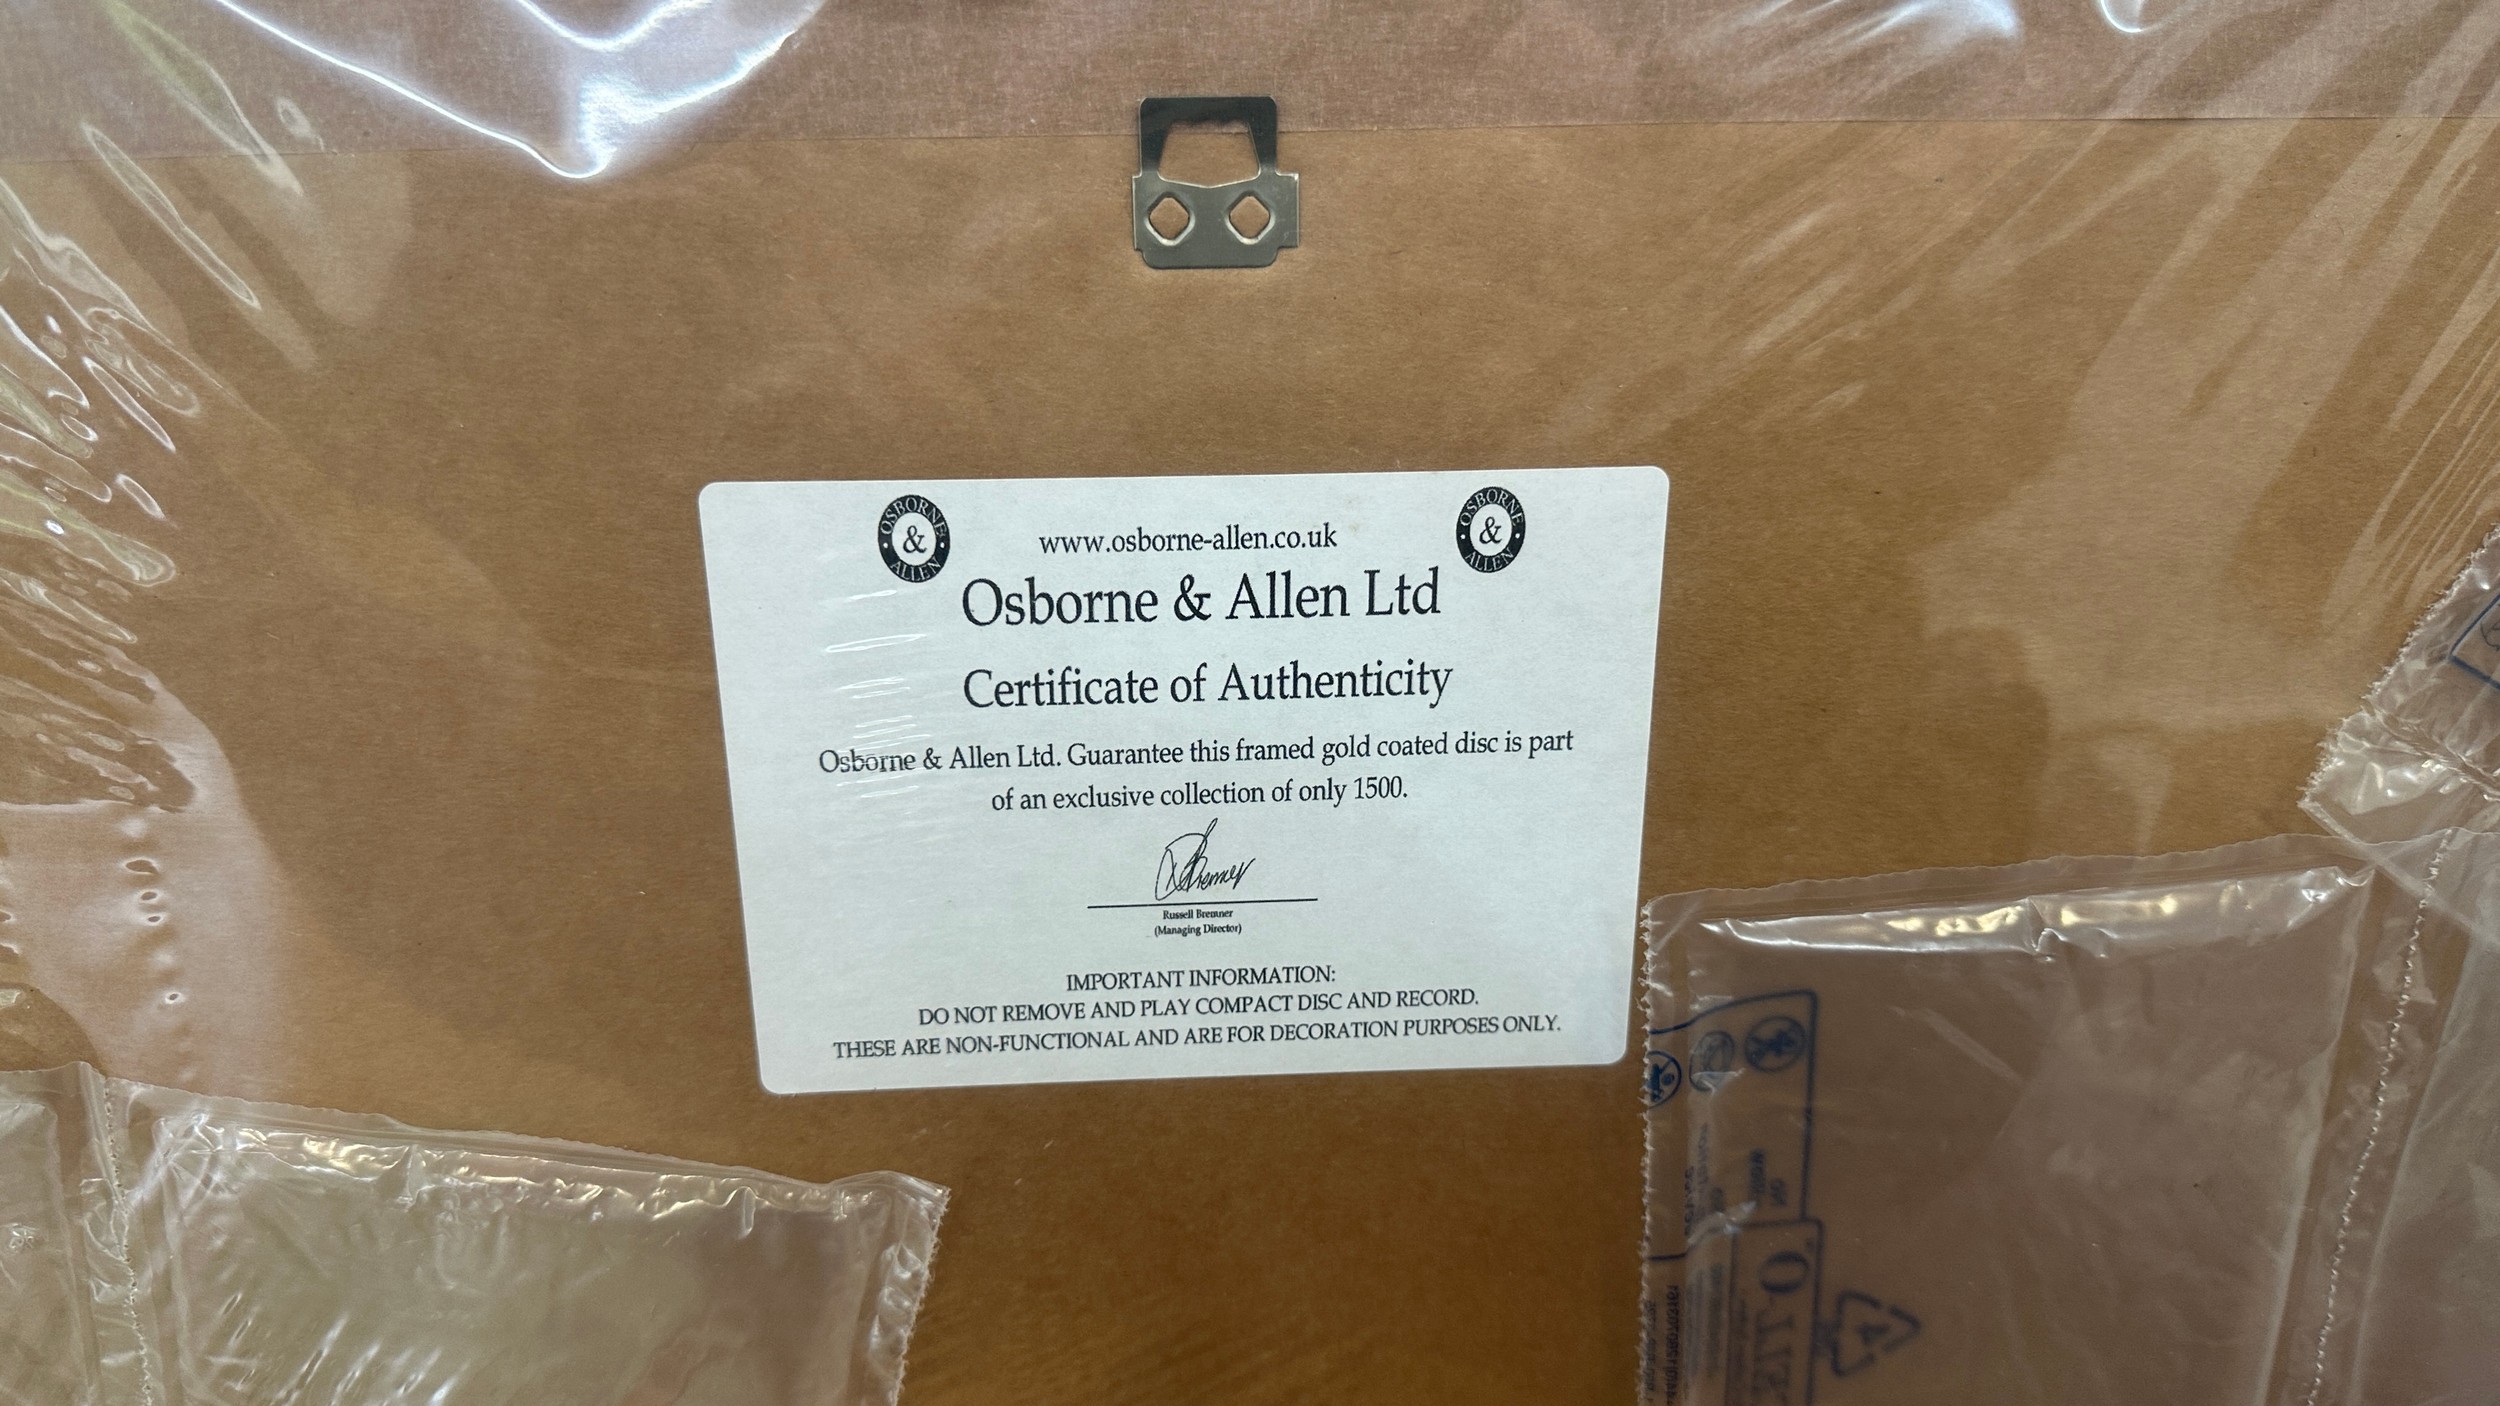 OSBORNE & ALLEN
www.osborne-allen.co.uk
OSBORNE & ALLEN
Osborne & Allen Ltd
Certificate of Authenticity
Osborne & Allen Ltd. Guarantee this framed gold coated disc is part
of an exclusive collection of only 1500.
Russell Bremner
(Managing Director)
IMPORTANT INFORMATION:
DO NOT REMOVE AND PLAY COMPACT DISC AND RECORD.
THESE ARE NON-FUNCTIONAL AND ARE FOR DECORATION PURPOSES ONLY.
4